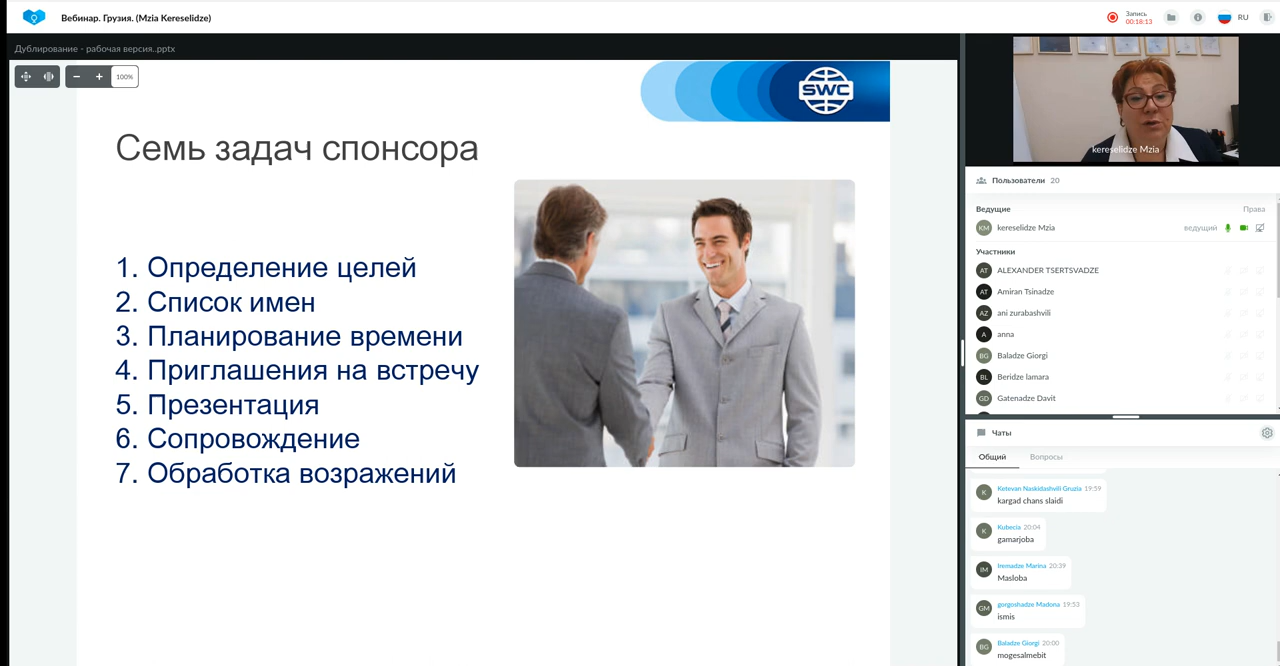 Вебинар. Грузия. (Mzia Kereselidze)
Запись
00:18:13
RU
Дублирование - рабочая версия..pptx
100%
SWC
Семь задач спонсора
1. Определение целей
2. Список имен
3. Планирование времени
4. Приглашения на встречу
5. Презентация
6. Сопровождение
7. Обработка возражений
kereselidze Mzia
Пользователи 20
Ведущие Права
KM kereselidze Mzia ведущий
Участники
AT ALEXANDER TSERTSVADZE
AT Amiran Tsinadze
AZ ani zurabashvili
A anna
BG Baladze Giorgi
BL Beridze lamara
GD Gatenadze Davit
Чаты
Общий Вопросы
K Ketevan Naskidashvili Gruzia 19:59
kargad chans slaidi
K Kubecia 20:04
gamarjoba
IM Iremadze Marina 20:39
Masloba
GM gorgoshadze Madona 19:53
ismis
BG Baladze Giorgi 20:00
mogesalmebit